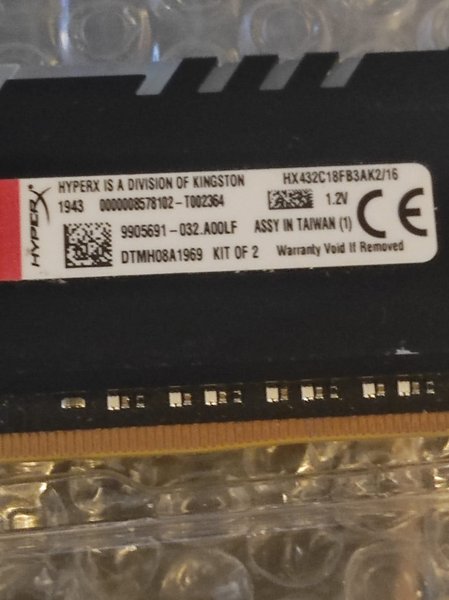 HYPERX
HYPERX IS A DIVISION OF KINGSTON
HX432C18FB3AK2/16
1943 0000008578102-T002364
1.2V
9905691-032.A00LF
ASSY IN TAIWAN (1)
CE
DTMH08A1969 KIT OF 2
Warranty Void If Removed